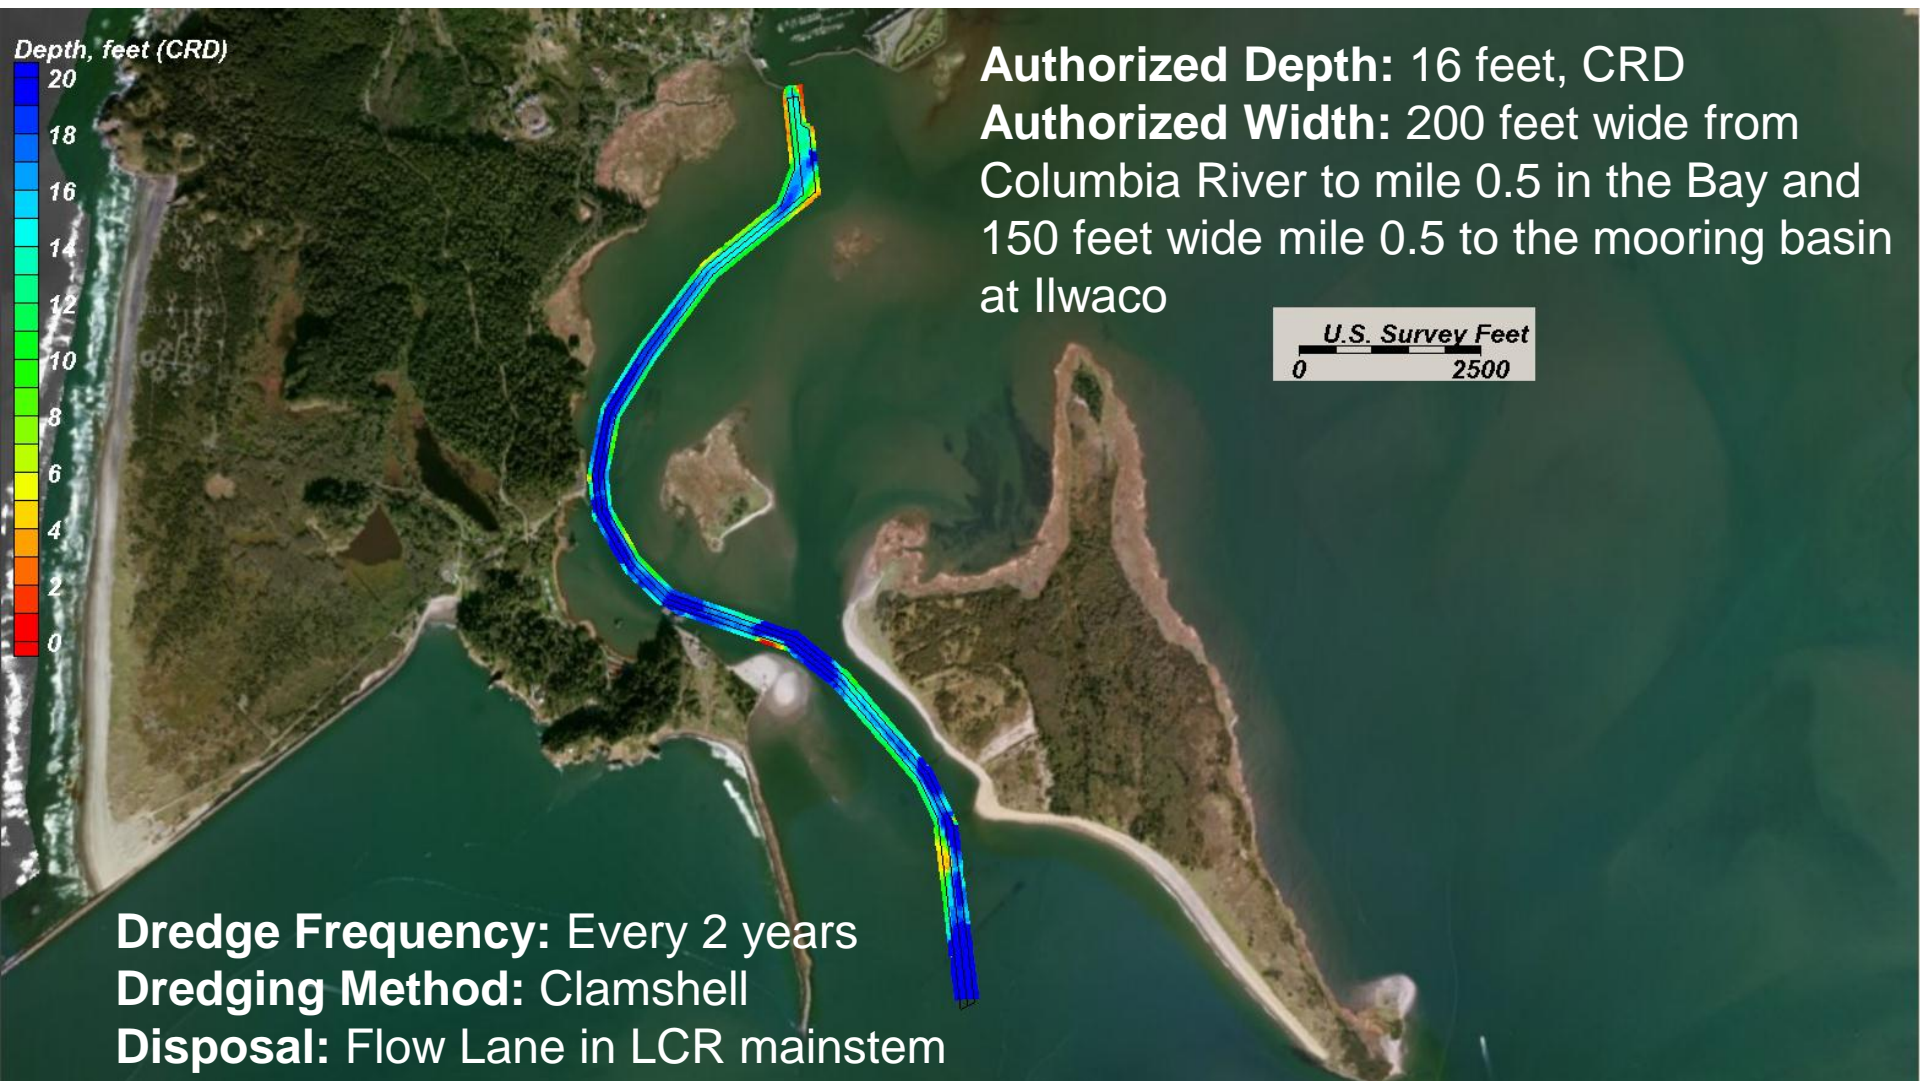 Depth, feet (CRD)
20
18
16
14
12
10
8
6
4
2
0
Authorized Depth: 16 feet, CRD
Authorized Width: 200 feet wide from
Columbia River to mile 0.5 in the Bay and
150 feet wide mile 0.5 to the mooring basin
at Ilwaco
U.S. Survey Feet
0 2500
Dredge Frequency: Every 2 years
Dredging Method: Clamshell
Disposal: Flow Lane in LCR mainstem